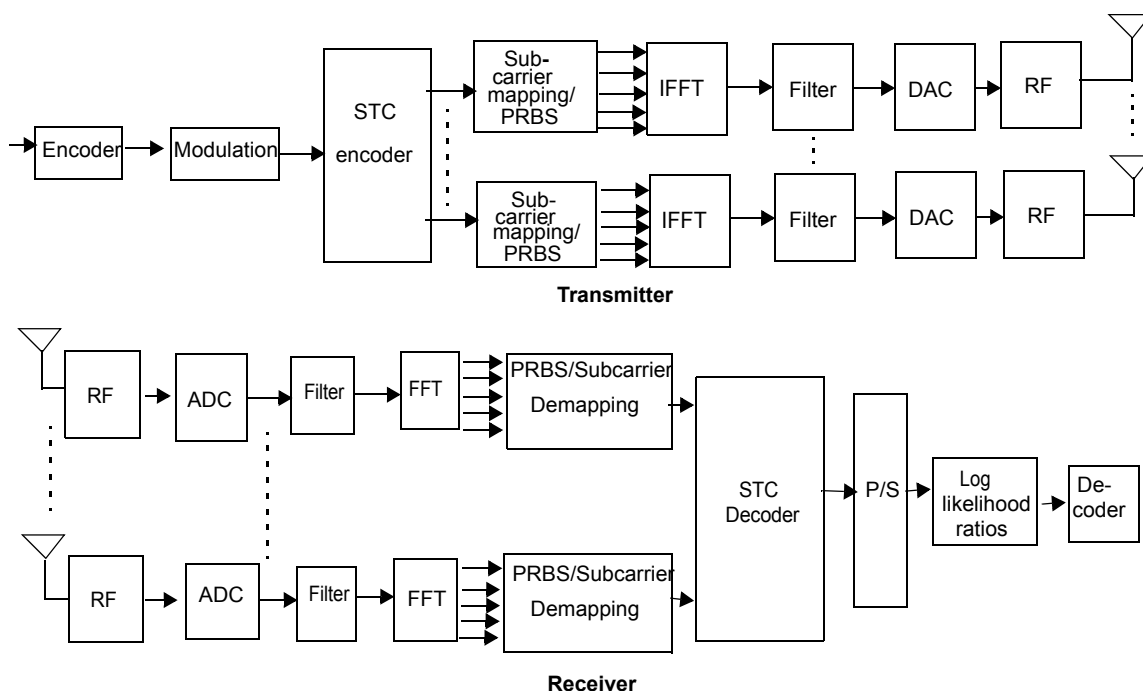 Encoder
Modulation
STC
encoder
Sub-
carrier
mapping/
PRBS
IFFT
Filter
DAC
RF
Sub-
carrier
mapping/
PRBS
IFFT
Filter
DAC
RF
Transmitter
RF
ADC
Filter
FFT
PRBS/Subcarrier
Demapping
RF
ADC
Filter
FFT
PRBS/Subcarrier
Demapping
STC
Decoder
P/S
Log
likelihood
ratios
De-
coder
Receiver